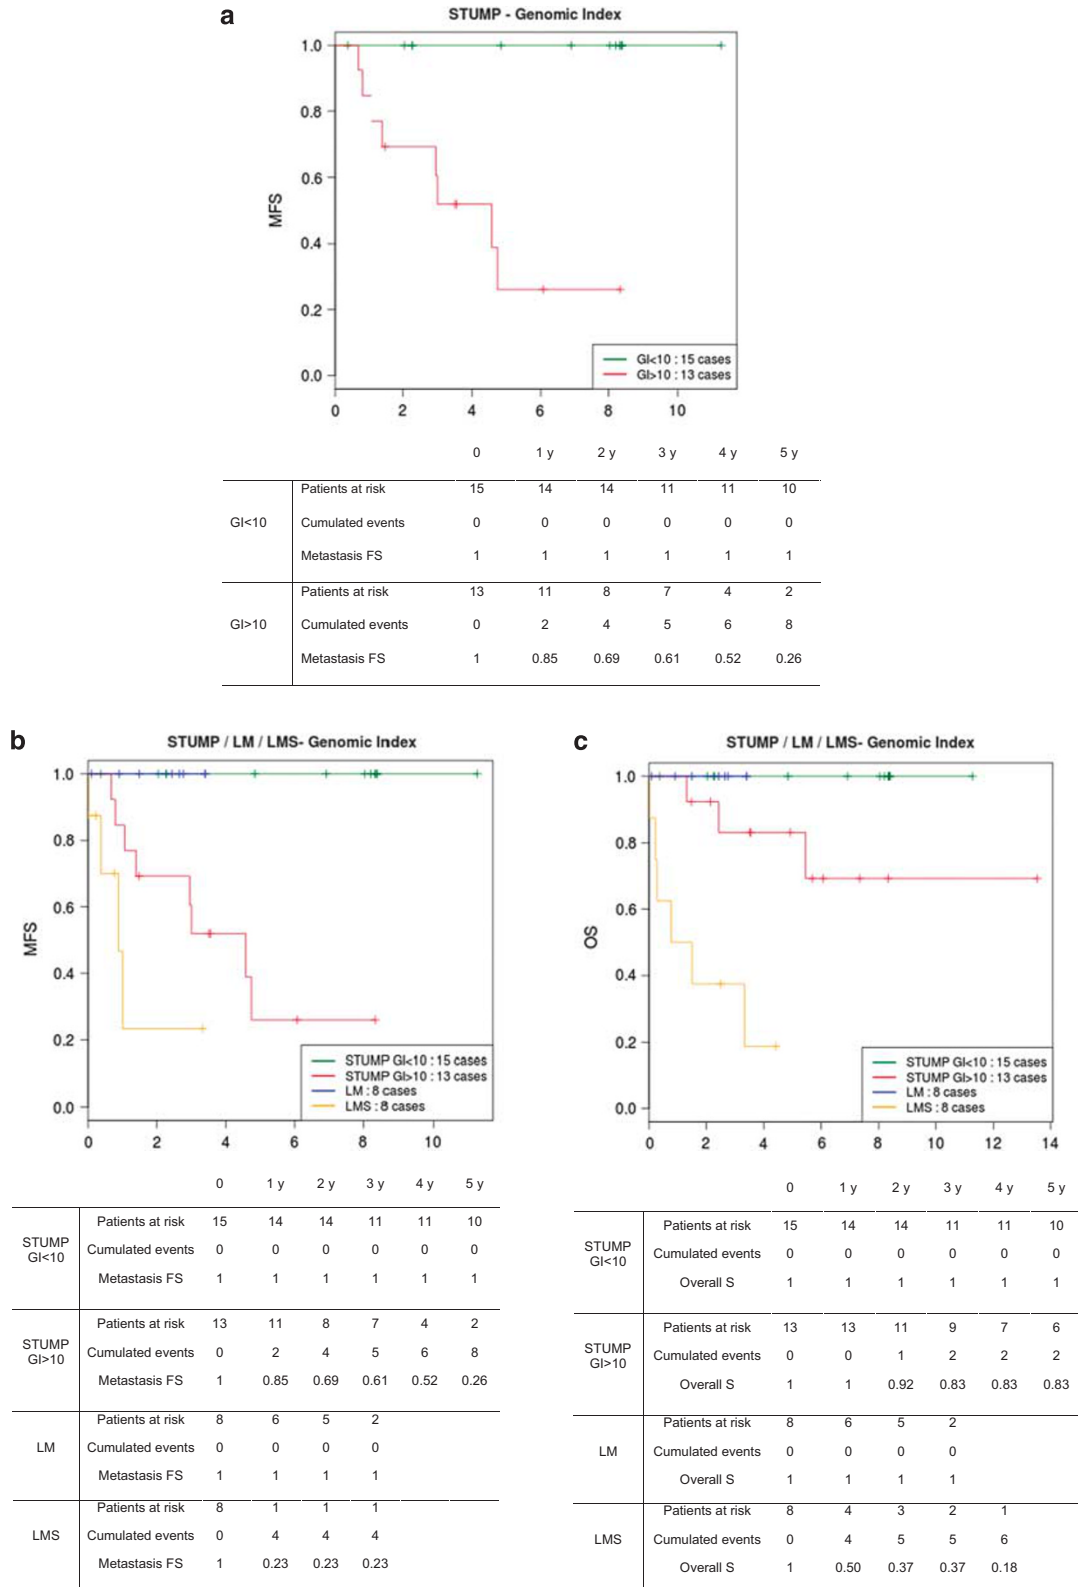 a
STUMP - Genomic Index
1.0
0.8
0.6
0.4
0.2
0.0
MFS
GI<10 : 15 cases
GI>10 : 13 cases
0 2 4 6 8 10
0 1 y 2 y 3 y 4 y 5 y
GI<10
Patients at risk 15 14 14 11 11 10
Cumulated events 0 0 0 0 0 0
Metastasis FS 1 1 1 1 1 1
GI>10
Patients at risk 13 11 8 7 4 2
Cumulated events 0 2 4 5 6 8
Metastasis FS 1 0.85 0.69 0.61 0.52 0.26
b
STUMP / LM / LMS- Genomic Index
1.0
0.8
0.6
0.4
0.2
0.0
MFS
STUMP GI<10 : 15 cases
STUMP GI>10 : 13 cases
LM : 8 cases
LMS : 8 cases
0 2 4 6 8 10
0 1 y 2 y 3 y 4 y 5 y
STUMP GI<10
Patients at risk 15 14 14 11 11 10
Cumulated events 0 0 0 0 0 0
Metastasis FS 1 1 1 1 1 1
STUMP GI>10
Patients at risk 13 11 8 7 4 2
Cumulated events 0 2 4 5 6 8
Metastasis FS 1 0.85 0.69 0.61 0.52 0.26
LM
Patients at risk 8 6 5 2
Cumulated events 0 0 0 0
Metastasis FS 1 1 1 1
LMS
Patients at risk 8 1 1 1
Cumulated events 0 4 4 4
Metastasis FS 1 0.23 0.23 0.23
c
STUMP / LM / LMS- Genomic Index
1.0
0.8
0.6
0.4
0.2
0.0
OS
STUMP GI<10 : 15 cases
STUMP GI>10 : 13 cases
LM : 8 cases
LMS : 8 cases
0 2 4 6 8 10 12 14
0 1 y 2 y 3 y 4 y 5 y
STUMP GI<10
Patients at risk 15 14 14 11 11 10
Cumulated events 0 0 0 0 0 0
Overall S 1 1 1 1 1 1
STUMP GI>10
Patients at risk 13 13 11 9 7 6
Cumulated events 0 0 1 2 2 2
Overall S 1 1 0.92 0.83 0.83 0.83
LM
Patients at risk 8 6 5 2
Cumulated events 0 0 0 0
Overall S 1 1 1 1
LMS
Patients at risk 8 4 3 2 1
Cumulated events 0 4 5 5 6
Overall S 1 0.50 0.37 0.37 0.18